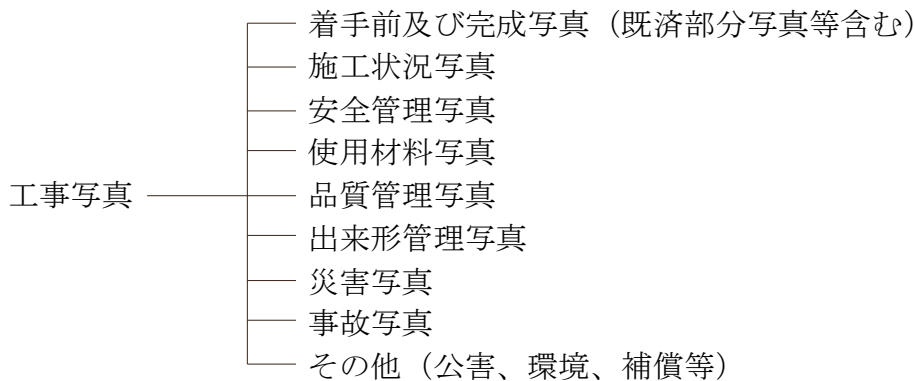 着手前及び完成写真（既済部分写真等含む）
施工状況写真
安全管理写真
使用材料写真
工事写真
品質管理写真
出来形管理写真
災害写真
事故写真
その他（公害、環境、補償等）